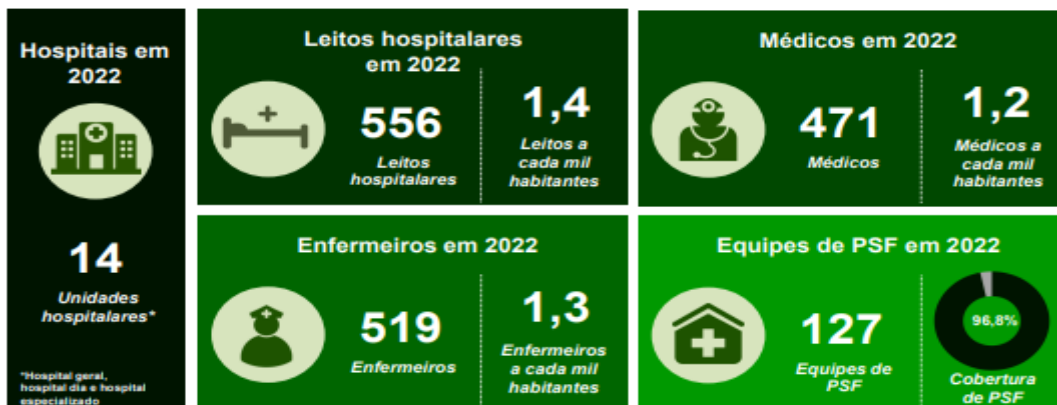 Hospitais em
2022
14
Unidades
hospitalares*
*Hospital geral,
hospital dia e hospital
especializado
Leitos hospitalares
em 2022
556
Leitos
hospitalares
1,4
Leitos a
cada mil
habitantes
Médicos em 2022
471
Médicos
1,2
Médicos a
cada mil
habitantes
Enfermeiros em 2022
519
Enfermeiros
1,3
Enfermeiros
a cada mil
habitantes
Equipes de PSF em 2022
127
Equipes de
PSF
96,8%
Cobertura
de PSF